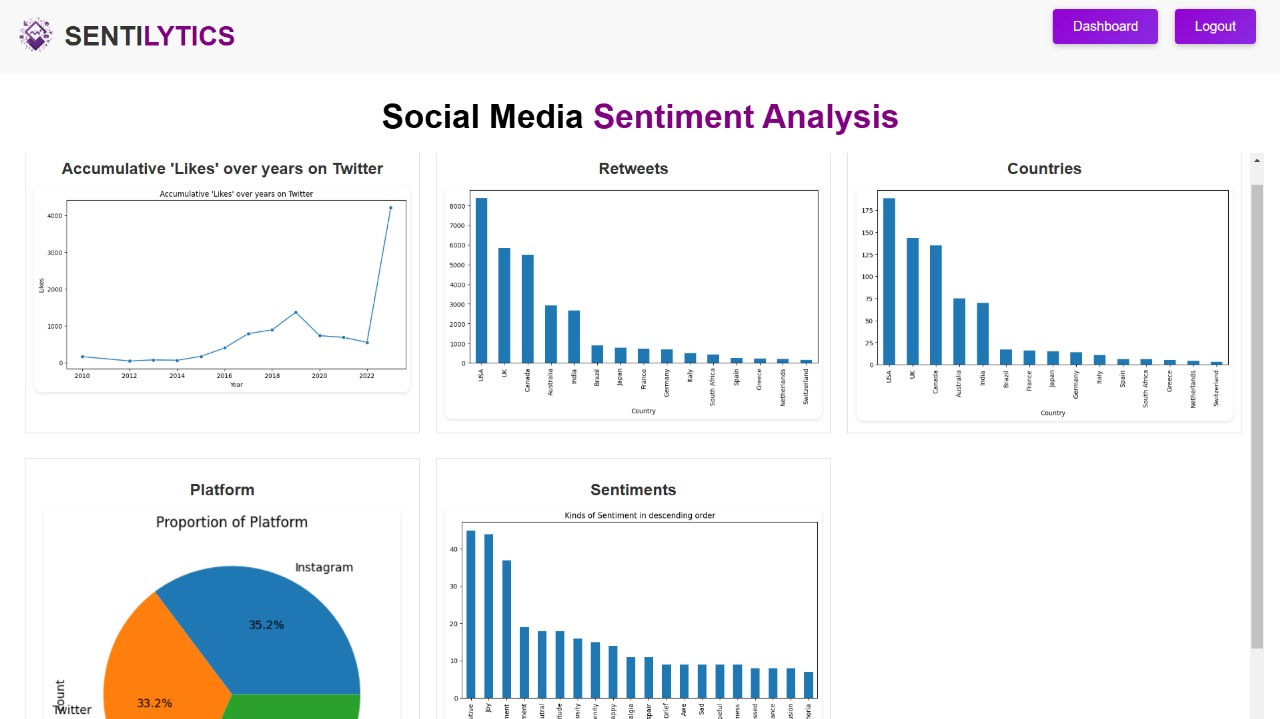 SENTILYTICS
Dashboard
Logout
Social Media Sentiment Analysis
Accumulative 'Likes' over years on Twitter
Accumulative 'Likes' over years on Twitter
4000
3000
2000
1000
0
Likes
2010
2012
2014
2016
2018
2020
2022
Year
Retweets
8000
7000
6000
5000
4000
3000
2000
1000
0
USA
UK
Canada
Australia
India
Brazil
Japan
France
Germany
Italy
South Africa
Spain
Greece
Netherlands
Switzerland
Country
Countries
175
150
125
100
75
50
25
0
USA
UK
Canada
Australia
India
Brazil
France
Japan
Germany
Italy
Spain
South Africa
Greece
Netherlands
Switzerland
Country
Platform
Proportion of Platform
Instagram
35.2%
33.2%
Twitter
Sentiments
Kinds of Sentiment in descending order
40
30
20
10
0
Joy
Awe
Sad